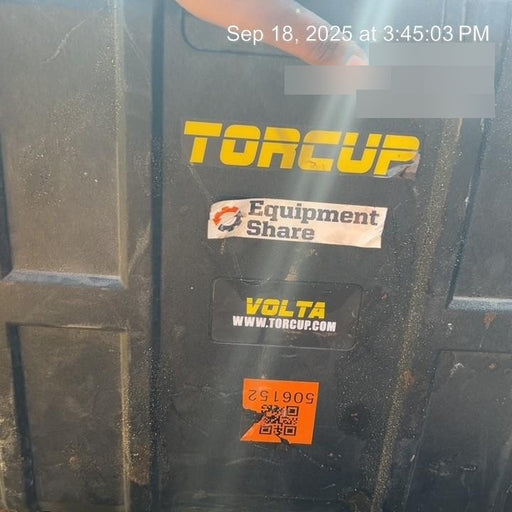 Sep 18, 2025 at 3:45:03 PM
TORCUP
Equipment
Share
VOLTA
WWW.TORCUP.COM
506152